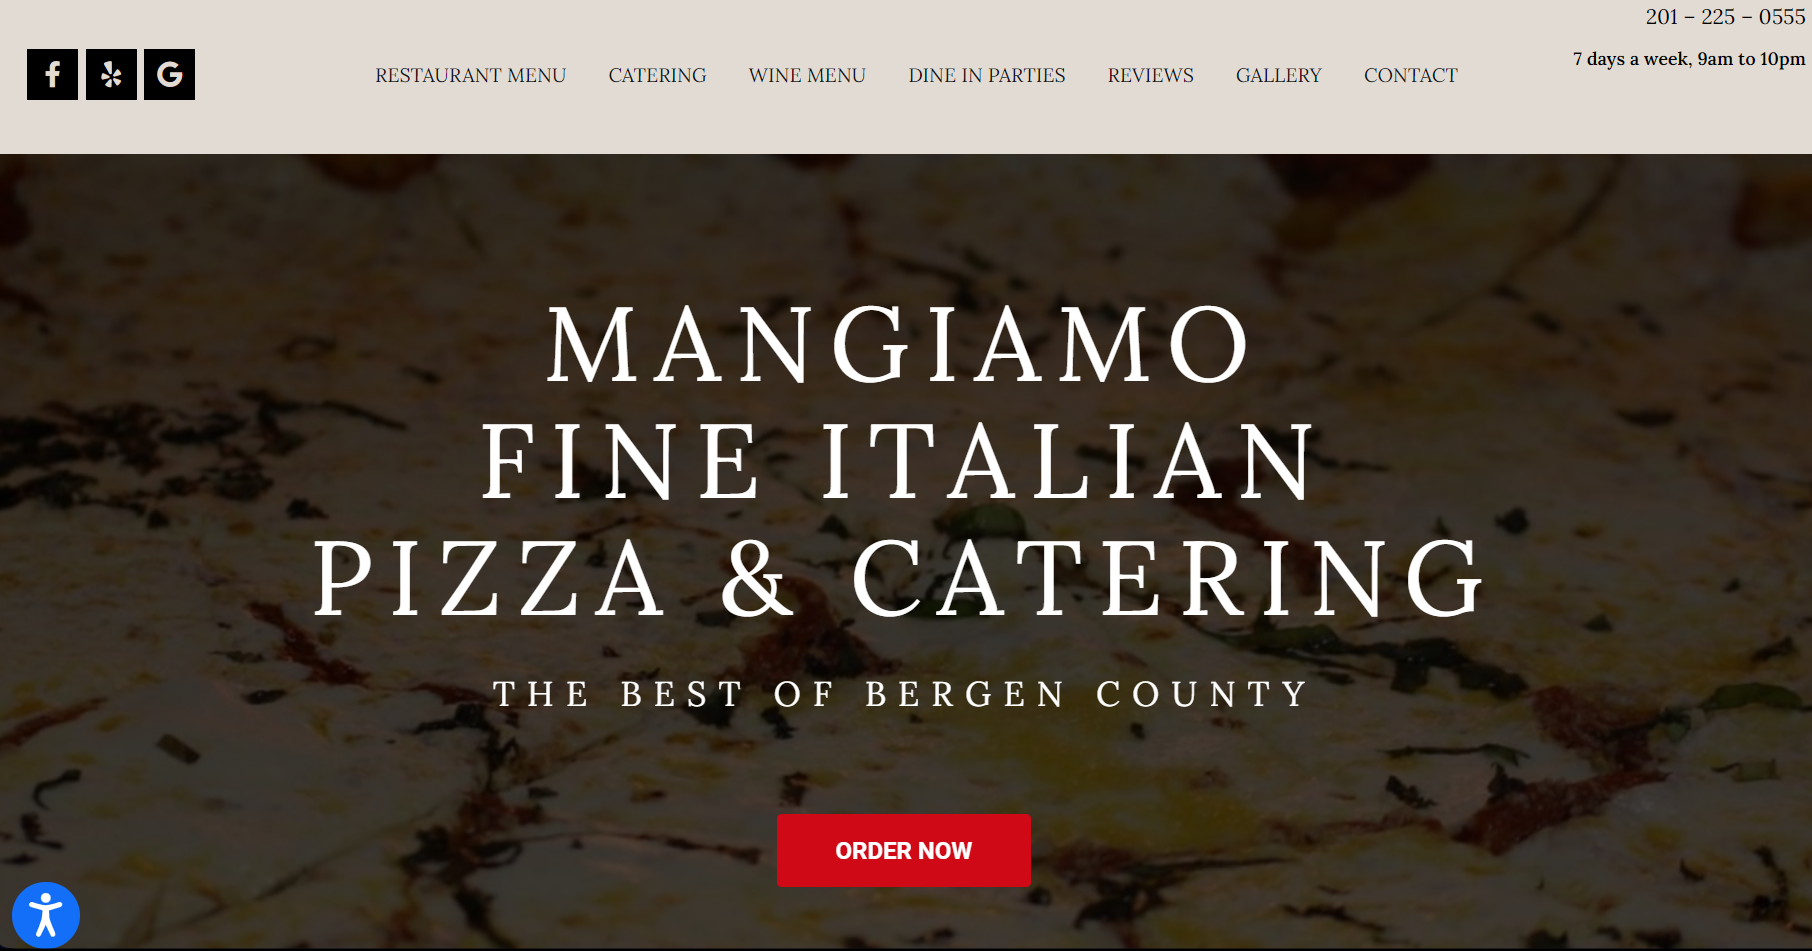 201 – 225 – 0555
7 days a week, 9am to 10pm
RESTAURANT MENU CATERING WINE MENU DINE IN PARTIES REVIEWS GALLERY CONTACT
MANGIAMO
FINE ITALIAN
PIZZA & CATERING
THE BEST OF BERGEN COUNTY
ORDER NOW